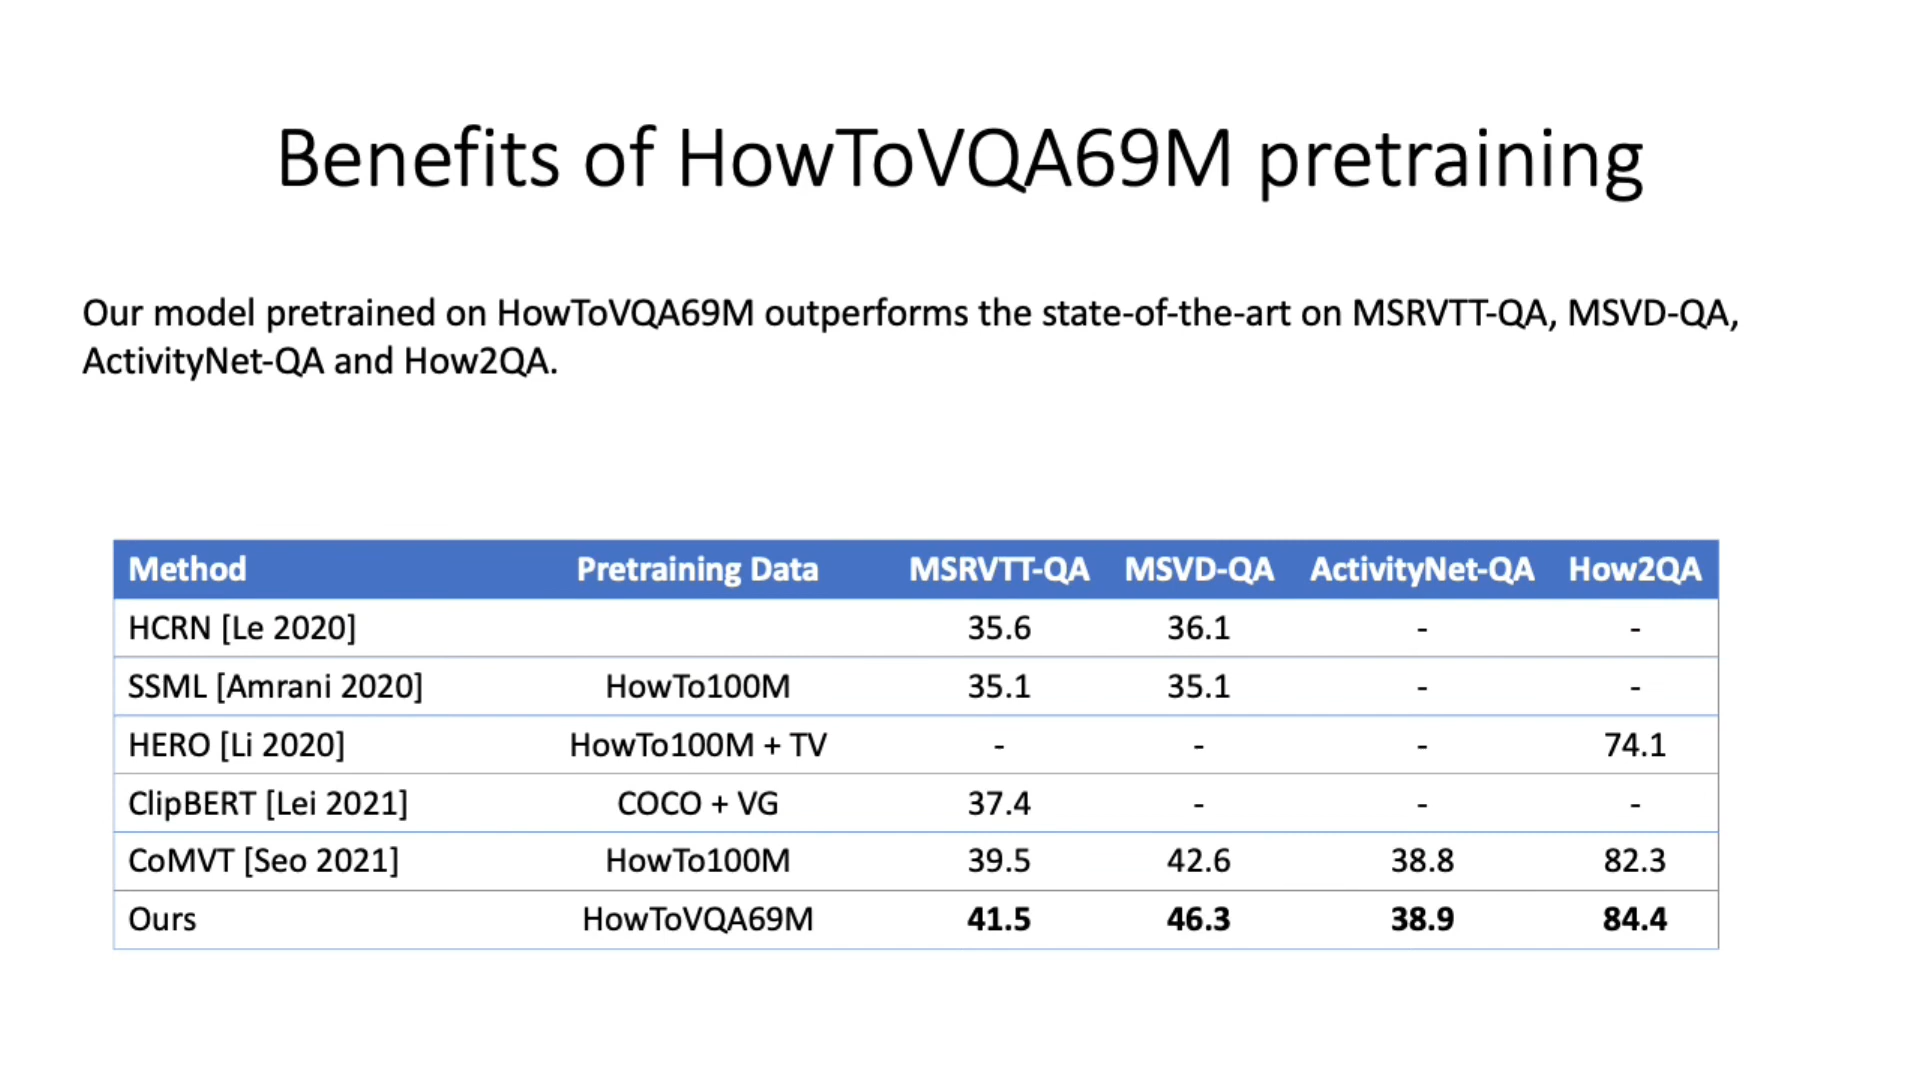 Benefits of HowToVQA69M pretraining
Our model pretrained on HowToVQA69M outperforms the state-of-the-art on MSRVTT-QA, MSVD-QA,
ActivityNet-QA and How2QA.
Method Pretraining Data MSRVTT-QA MSVD-QA ActivityNet-QA How2QA
HCRN [Le 2020] 35.6 36.1 - -
SSML [Amrani 2020] HowTo100M 35.1 35.1 - -
HERO [Li 2020] HowTo100M + TV - - - 74.1
ClipBERT [Lei 2021] COCO + VG 37.4 - - -
CoMVT [Seo 2021] HowTo100M 39.5 42.6 38.8 82.3
Ours HowToVQA69M 41.5 46.3 38.9 84.4